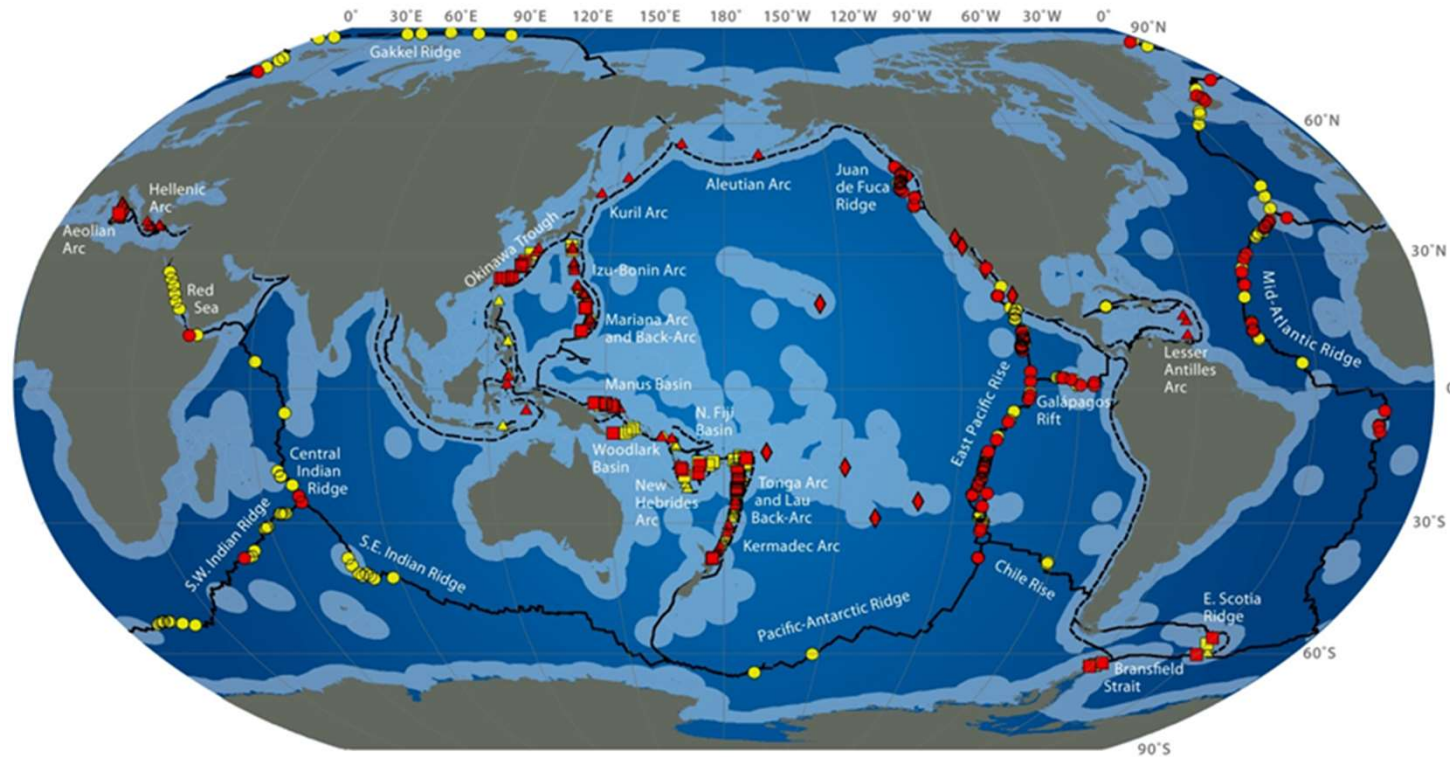 0° 30°E 60°E 90°E 120°E 150°E 180° 150°W 120°W 90°W 60°W 30°W 0°
90°N
Gakkel Ridge
60°N
Hellenic
Arc
Aeolian
Arc
Aleutian Arc
Juan
de Fuca
Ridge
Kuril Arc
Okinawa Trough
30°N
Izu-Bonin Arc
Red
Sea
Mariana Arc
and Back-Arc
Mid-Atlantic Ridge
Lesser
Antilles
Arc
Manus Basin
East Pacific Rise
Galápagos
Rift
N. Fiji
Basin
Woodlark
Basin
Central
Indian
Ridge
New
Hebrides
Arc
Tonga Arc
and Lau
Back-Arc
30°S
Kermadec Arc
S.W. Indian Ridge
S.E. Indian Ridge
Chile Rise
Pacific-Antarctic Ridge
E. Scotia
Ridge
60°S
Bransfield
Strait
90°S